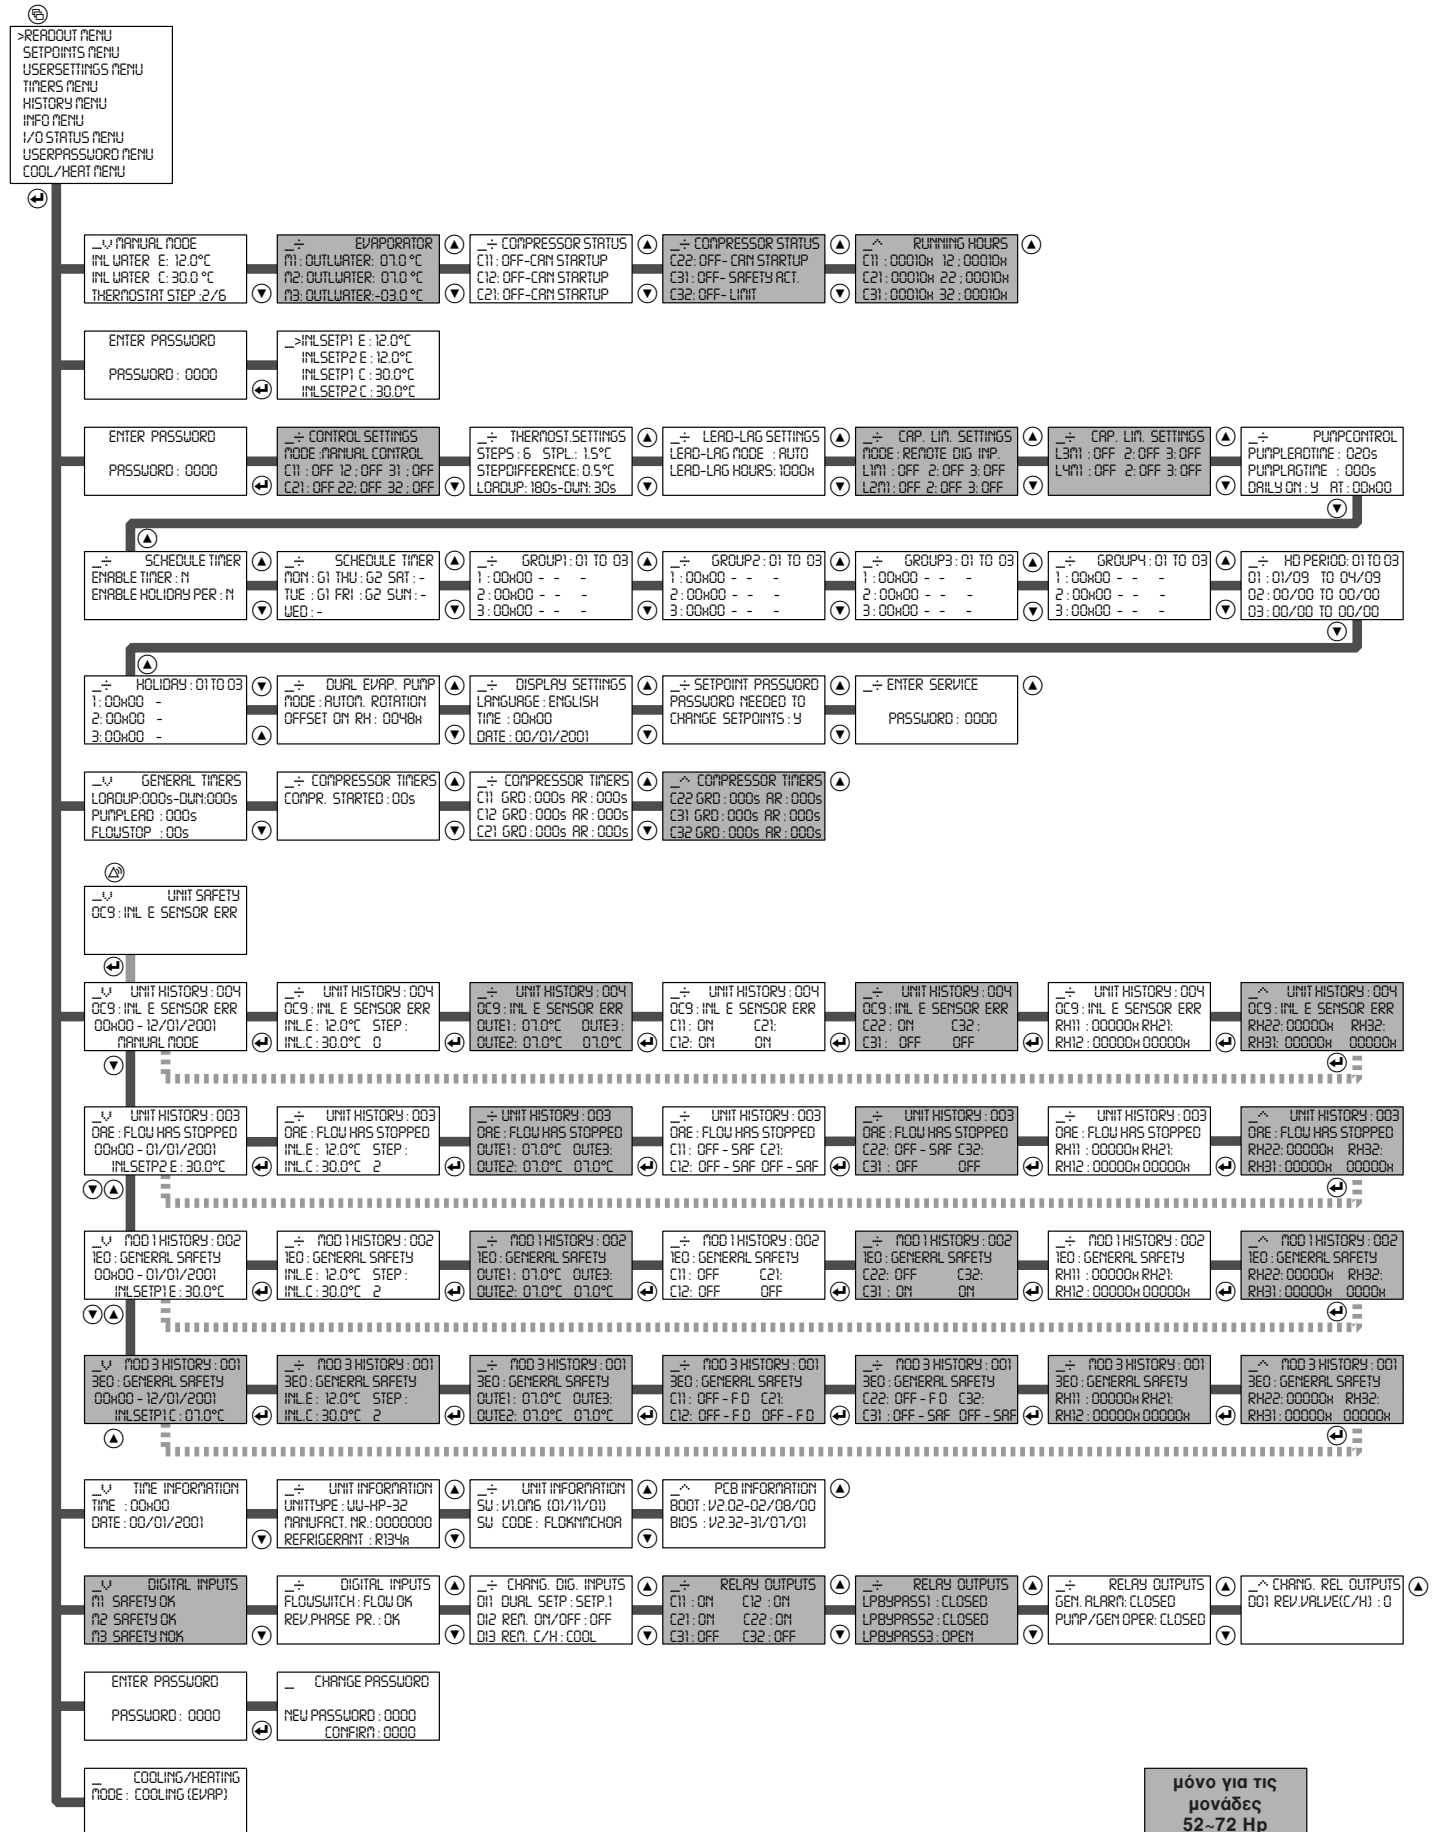 >READOUT MENU
SETPOINTS MENU
USERSETTINGS MENU
TIMERS MENU
HISTORY MENU
INFO MENU
I/O STATUS MENU
USERPASSWORD MENU
COOL/HEAT MENU
_v MANUAL MODE
INL WATER E: 12.0°C
INL WATER C: 30.0°C
THERMOSTAT STEP :2/6
_÷ EVAPORATOR
M1: OUTLWATER: 07.0°C
M2: OUTLWATER: 07.0°C
M3: OUTLWATER:-03.0°C
_÷ COMPRESSOR STATUS
C11: OFF-CAN STARTUP
C12: OFF-CAN STARTUP
C21: OFF-CAN STARTUP
_÷ COMPRESSOR STATUS
C22: OFF- CAN STARTUP
C31: OFF- SAFETY ACT.
C32: OFF- LIMIT
_^ RUNNING HOURS
C11 : 00010h 12 ; 00010h
C21 : 00010h 22 ; 00010h
C31 : 00010h 32 ; 00010h
ENTER PASSWORD
PASSWORD : 0000
_>INLSETP1 E : 12.0°C
INLSETP2 E : 12.0°C
INLSETP1 C : 30.0°C
INLSETP2 C : 30.0°C
ENTER PASSWORD
PASSWORD : 0000
_÷ CONTROL SETTINGS
MODE :MANUAL CONTROL
C11 : OFF 12 ; OFF 31 ; OFF
C21 : OFF 22; OFF 32 ; OFF
_÷ THERMOST.SETTINGS
STEPS : 6 STPL.: 1.5°C
STEPDIFFERENCE: 0.5°C
LOADUP: 180s-DWN: 30s
_÷ LEAD-LAG SETTINGS
LEAD-LAG MODE : AUTO
LEAD-LAG HOURS: 1000h
_÷ CAP. LIM. SETTINGS
MODE : REMOTE DIG INP.
L1M1 : OFF 2: OFF 3: OFF
L2M1 : OFF 2: OFF 3: OFF
_÷ CAP. LIM. SETTINGS
L3M1 : OFF 2: OFF 3: OFF
L4M1 : OFF 2: OFF 3: OFF
_÷ PUMPCONTROL
PUMPLEADTIME : 020s
PUMPLAGTIME : 000s
DAILY ON : Y AT : 00h00
_÷ SCHEDULE TIMER
ENABLE TIMER : N
ENABLE HOLIDAY PER : N
_÷ SCHEDULE TIMER
MON : G1 THU : G2 SAT : -
TUE : G1 FRI : G2 SUN : -
WED : -
_÷ GROUP1 : 01 TO 03
1 : 00h00 - - -
2 : 00h00 - - -
3 : 00h00 - - -
_÷ GROUP2 : 01 TO 03
1 : 00h00 - - -
2 : 00h00 - - -
3 : 00h00 - - -
_÷ GROUP3 : 01 TO 03
1 : 00h00 - - -
2 : 00h00 - - -
3 : 00h00 - - -
_÷ GROUP4 : 01 TO 03
1 : 00h00 - - -
2 : 00h00 - - -
3 : 00h00 - - -
_÷ HD PERIOD: 01 TO 03
01 : 01/09 TO 04/09
02 : 00/00 TO 00/00
03 : 00/00 TO 00/00
_÷ HOLIDAY : 01 TO 03
1: 00h00 -
2: 00h00 -
3: 00h00 -
_÷ DUAL EVAP. PUMP
MODE : AUTOM. ROTATION
OFFSET ON RH : 0048h
_÷ DISPLAY SETTINGS
LANGUAGE : ENGLISH
TIME : 00h00
DATE : 00/01/2001
_÷ SETPOINT PASSWORD
PASSWORD NEEDED TO
CHANGE SETPOINTS : Y
_÷ ENTER SERVICE
PASSWORD : 0000
_v GENERAL TIMERS
LOADUP:000s-DWN:000s
PUMPLEAD : 000s
FLOWSTOP : 00s
_÷ COMPRESSOR TIMERS
COMPR. STARTED : 00s
_÷ COMPRESSOR TIMERS
C11 GRD : 000s AR : 000s
C12 GRD : 000s AR : 000s
C21 GRD : 000s AR : 000s
_^ COMPRESSOR TIMERS
C22 GRD : 000s AR : 000s
C31 GRD : 000s AR : 000s
C32 GRD : 000s AR : 000s
_v UNIT SAFETY
0C9 : INL E SENSOR ERR
_v UNIT HISTORY : 004
0C9 : INL E SENSOR ERR
00h00 - 12/01/2001
MANUAL MODE
_÷ UNIT HISTORY : 004
0C9 : INL E SENSOR ERR
INL.E : 12.0°C STEP :
INL.C : 30.0°C 0
_÷ UNIT HISTORY : 004
0C9 : INL E SENSOR ERR
OUTE1 : 07.0°C OUTE3 :
OUTE2: 07.0°C 07.0°C
_÷ UNIT HISTORY : 004
0C9 : INL E SENSOR ERR
C11 : ON C21:
C12: ON ON
_÷ UNIT HISTORY : 004
0C9 : INL E SENSOR ERR
C22 : ON C32 :
C31 : OFF OFF
_÷ UNIT HISTORY : 004
0C9 : INL E SENSOR ERR
RH11 : 00000h RH21:
RH12 : 00000h 00000h
_^ UNIT HISTORY : 004
0C9 : INL E SENSOR ERR
RH22: 00000h RH32:
RH31: 00000h 00000h
_v UNIT HISTORY : 003
0AE : FLOW HAS STOPPED
00h00 - 01/01/2001
INLSETP2 E : 30.0°C
_÷ UNIT HISTORY : 003
0AE : FLOW HAS STOPPED
INL.E : 12.0°C STEP :
INL.C : 30.0°C 2
_÷ UNIT HISTORY : 003
0AE : FLOW HAS STOPPED
OUTE1 : 07.0°C OUTE3:
OUTE2: 07.0°C 07.0°C
_÷ UNIT HISTORY : 003
0AE : FLOW HAS STOPPED
C11 : OFF - SAF C21:
C12: OFF - SAF OFF - SAF
_÷ UNIT HISTORY : 003
0AE : FLOW HAS STOPPED
C22: OFF - SAF C32:
C31 : OFF OFF
_÷ UNIT HISTORY : 003
0AE : FLOW HAS STOPPED
RH11 : 00000h RH21:
RH12 : 00000h 00000h
_^ UNIT HISTORY : 003
0AE : FLOW HAS STOPPED
RH22: 00000h RH32:
RH31: 00000h 00000h
_v MOD 1 HISTORY : 002
1E0 : GENERAL SAFETY
00h00 - 01/01/2001
INLSETP1 E : 30.0°C
_÷ MOD 1 HISTORY : 002
1E0 : GENERAL SAFETY
INL.E : 12.0°C STEP :
INL.C : 30.0°C 2
_÷ MOD 1 HISTORY : 002
1E0 : GENERAL SAFETY
OUTE1 : 07.0°C OUTE3:
OUTE2: 07.0°C 07.0°C
_÷ MOD 1 HISTORY : 002
1E0 : GENERAL SAFETY
C11 : OFF C21:
C12: OFF OFF
_÷ MOD 1 HISTORY : 002
1E0 : GENERAL SAFETY
C22: OFF C32:
C31 : ON ON
_÷ MOD 1 HISTORY : 002
1E0 : GENERAL SAFETY
RH11 : 00000h RH21:
RH12 : 00000h 00000h
_^ MOD 1 HISTORY : 002
1E0 : GENERAL SAFETY
RH22: 00000h RH32:
RH31: 00000h 0000h
_v MOD 3 HISTORY : 001
3E0 : GENERAL SAFETY
00h00 - 12/01/2001
INLSETP1 C : 07.0°C
_÷ MOD 3 HISTORY : 001
3E0 : GENERAL SAFETY
INL.E : 12.0°C STEP :
INL.C : 30.0°C 2
_÷ MOD 3 HISTORY : 001
3E0 : GENERAL SAFETY
OUTE1 : 07.0°C OUTE3:
OUTE2: 07.0°C 07.0°C
_÷ MOD 3 HISTORY : 001
3E0 : GENERAL SAFETY
C11 : OFF - F D C21:
C12: OFF - F D OFF - F D
_÷ MOD 3 HISTORY : 001
3E0 : GENERAL SAFETY
C22: OFF - F D C32:
C31 : OFF - SAF OFF - SAF
_÷ MOD 3 HISTORY : 001
3E0 : GENERAL SAFETY
RH11 : 00000h RH21:
RH12 : 00000h 00000h
_^ MOD 3 HISTORY : 001
3E0 : GENERAL SAFETY
RH22: 00000h RH32:
RH31 : 00000h 00000h
_v TIME INFORMATION
TIME : 00h00
DATE : 00/01/2001
_÷ UNIT INFORMATION
UNITTYPE : WW-HP-32
MANUFACT. NR.: 0000000
REFRIGERANT : R134a
_÷ UNIT INFORMATION
SW : V1.0M6 (01/11/01)
SW CODE : FLDKNMCHOA
_^ PCB INFORMATION
BOOT : V2.02-02/08/00
BIOS : V2.32-31/07/01
_v DIGITAL INPUTS
M1 SAFETY OK
M2 SAFETY OK
M3 SAFETY NOK
_÷ DIGITAL INPUTS
FLOWSWITCH : FLOW OK
REV.PHASE PR. : OK
_÷ CHANG. DIG. INPUTS
DI1 DUAL SETP : SETP.1
DI2 REM. ON/OFF : OFF
DI3 REM. C/H : COOL
_÷ RELAY OUTPUTS
C11 : ON C12 : ON
C21 : ON C22 : ON
C31 : OFF C32 : OFF
_÷ RELAY OUTPUTS
LPBYPASS1 : CLOSED
LPBYPASS2 : CLOSED
LPBYPASS3 : OPEN
_÷ RELAY OUTPUTS
GEN. ALARM: CLOSED
PUMP/GEN OPER: CLOSED
_^ CHANG. REL OUTPUTS
DO1 REV.VALVE(C/H) : 0
ENTER PASSWORD
PASSWORD : 0000
_ CHANGE PASSWORD
NEW PASSWORD : 0000
CONFIRM : 0000
_ COOLING/HEATING
MODE : COOLING (EVAP)
μόνο για τις
μονάδες
52~72 Hp